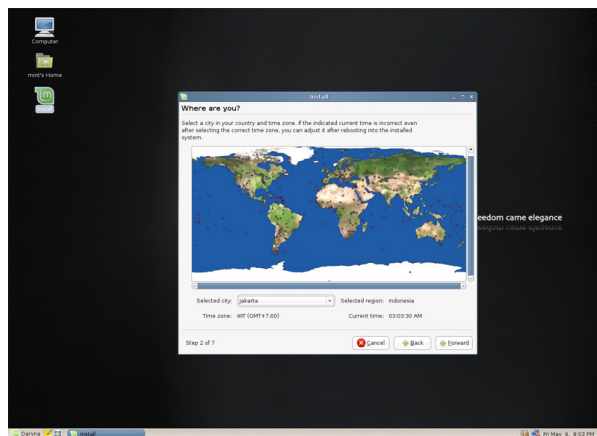 Computer
mint's Home
Install
Install
Where are you?
Select a city in your country and time zone. If the indicated current time is incorrect even
after selecting the correct time zone, you can adjust it after rebooting into the installed
system.
eedom came elegance
Selected city: Jakarta Selected region: Indonesia
Time zone: WIT (GMT+7:00) Current time: 03:03:30 AM
Step 2 of 7 Cancel Back Forward
Daryna Install Fri May 9, 8:03 PM